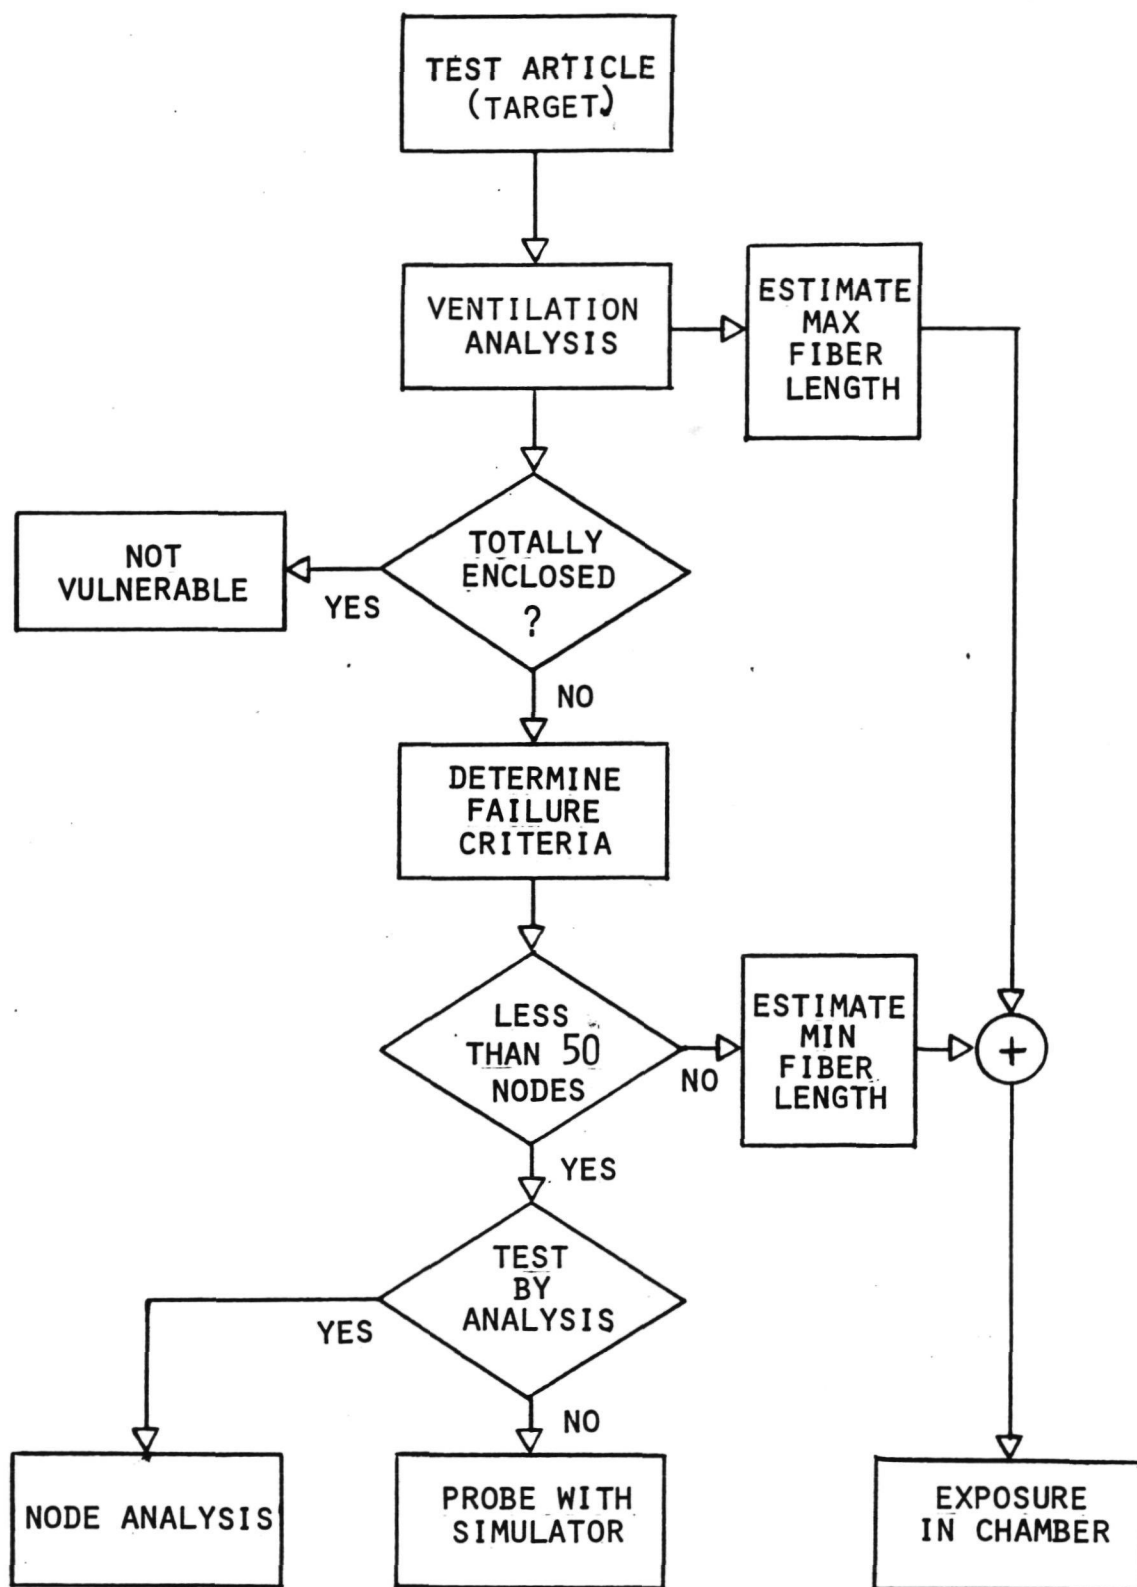 TEST ARTICLE
(TARGET)
VENTILATION
ANALYSIS
ESTIMATE
MAX
FIBER
LENGTH
TOTALLY
ENCLOSED
?
YES
NOT
VULNERABLE
NO
DETERMINE
FAILURE
CRITERIA
LESS
THAN 50
NODES
NO
ESTIMATE
MIN
FIBER
LENGTH
+
YES
TEST
BY
ANALYSIS
YES
NO
NODE ANALYSIS
PROBE WITH
SIMULATOR
EXPOSURE
IN CHAMBER